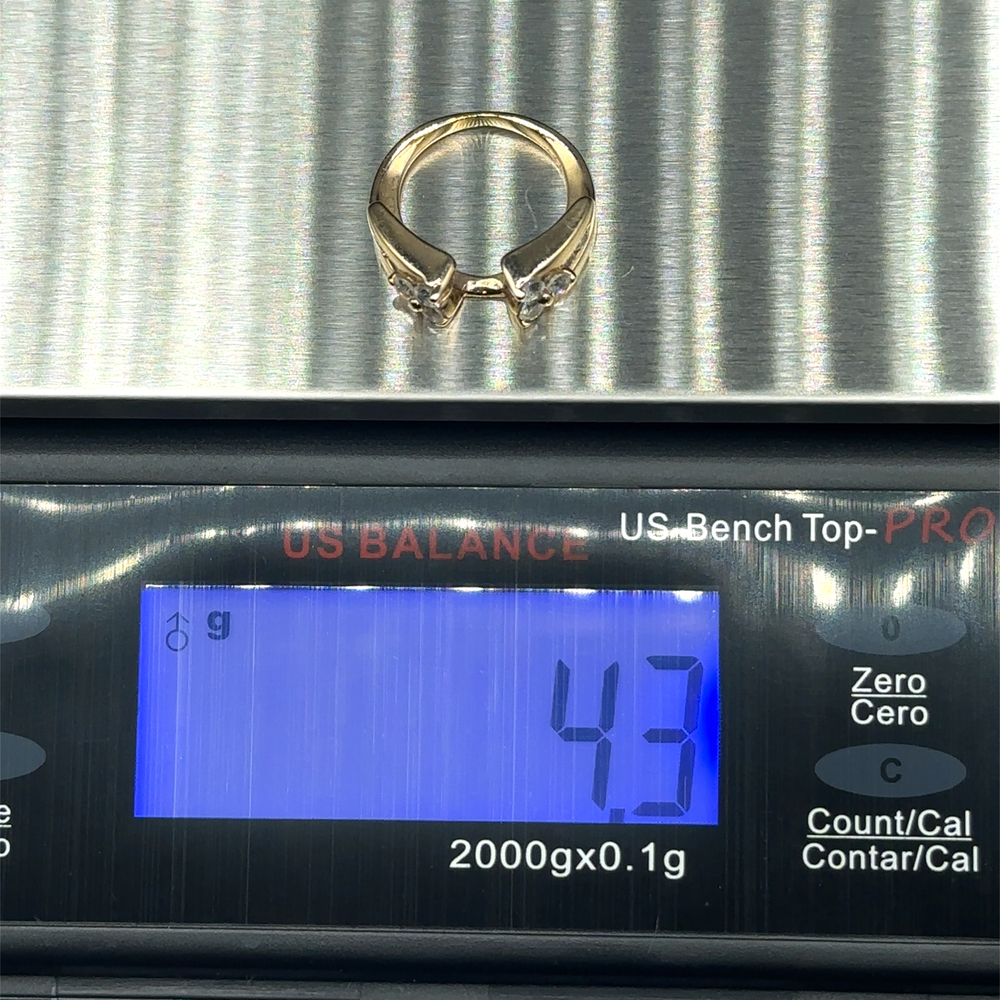 US BALANCE
US-Bench Top-PRO
g
4.3
2000gx0.1g
0
Zero
Cero
C
Count/Cal
Contar/Cal
e
o